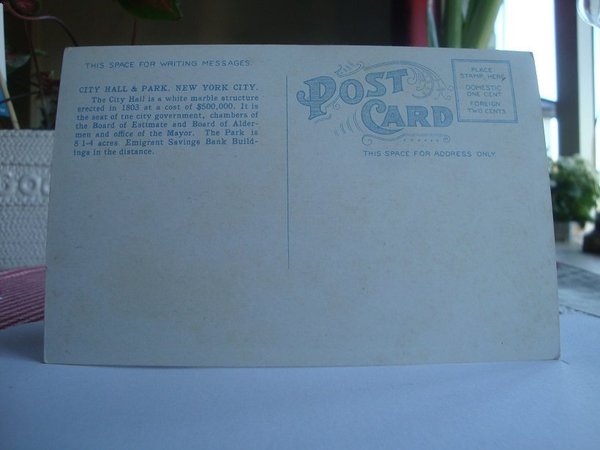 THIS SPACE FOR WRITING MESSAGES.
CITY HALL & PARK, NEW YORK CITY.
The City Hall is a white marble structure
erected in 1803 at a cost of $500,000. It is
the seat of the city government, chambers of
the Board of Estimate and Board of Alder-
men and office of the Mayor. The Park is
8 1-4 acres Emigrant Savings Bank Build-
ings in the distance.
POST
CARD
THIS SPACE FOR ADDRESS ONLY.
PLACE
STAMP, HERE
DOMESTIC
ONE CENT
FOREIGN
TWO CENTS